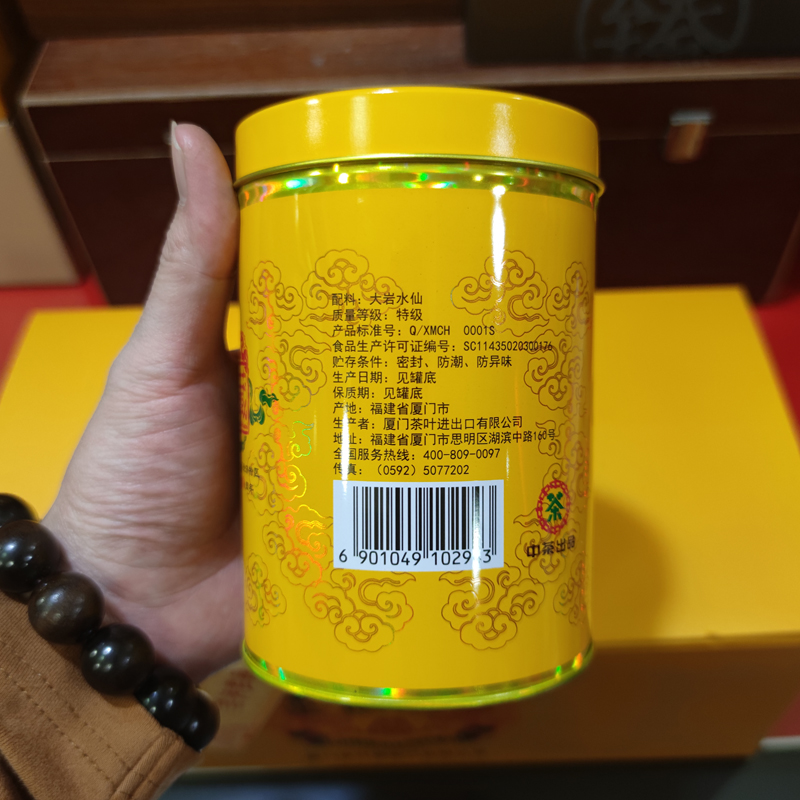 配料：大岩水仙
质量等级：特级
产品标准号：Q/XMCH 0001S
食品生产许可证编号：SC11435020300176
贮存条件：密封、防潮、防异味
生产日期：见罐底
保质期：见罐底
产地：福建省厦门市
生产者：厦门茶叶进出口有限公司
地址：福建省厦门市思明区湖滨中路160号
全国服务热线：400-809-0097
传真：（0592）5077202
6 901049 102943
中茶出品